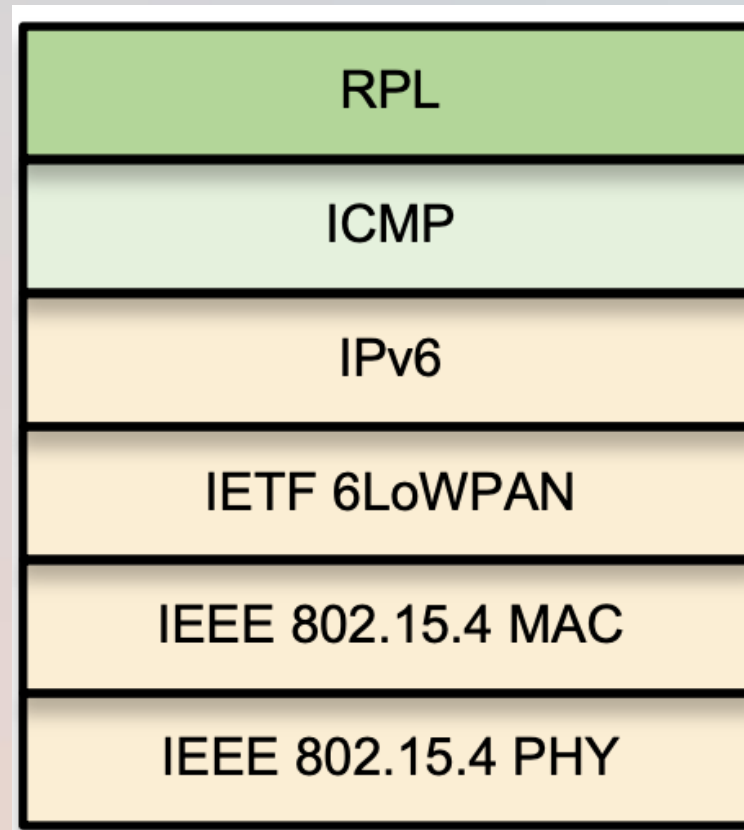 RPL
ICMP
IPv6
IETF 6LoWPAN
IEEE 802.15.4 MAC
IEEE 802.15.4 PHY